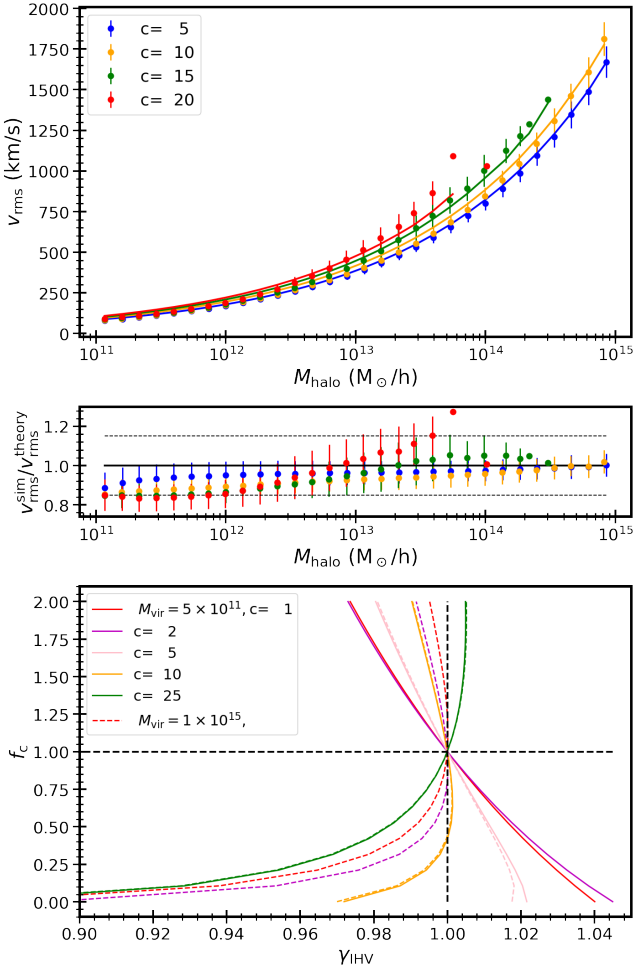 2000
1750
1500
1250
1000
750
500
250
0
v_rms (km/s)
c= 5
c= 10
c= 15
c= 20
10^11 10^12 10^13 10^14 10^15
M_halo (M_⊙/h)
1.2
1.0
0.8
v_rms^sim/v_rms^theory
10^11 10^12 10^13 10^14 10^15
M_halo (M_⊙/h)
2.00
1.75
1.50
1.25
1.00
0.75
0.50
0.25
0.00
f_c
M_vir = 5 × 10^11, c= 1
c= 2
c= 5
c= 10
c= 25
M_vir = 1 × 10^15,
0.90 0.92 0.94 0.96 0.98 1.00 1.02 1.04
γ_IHV